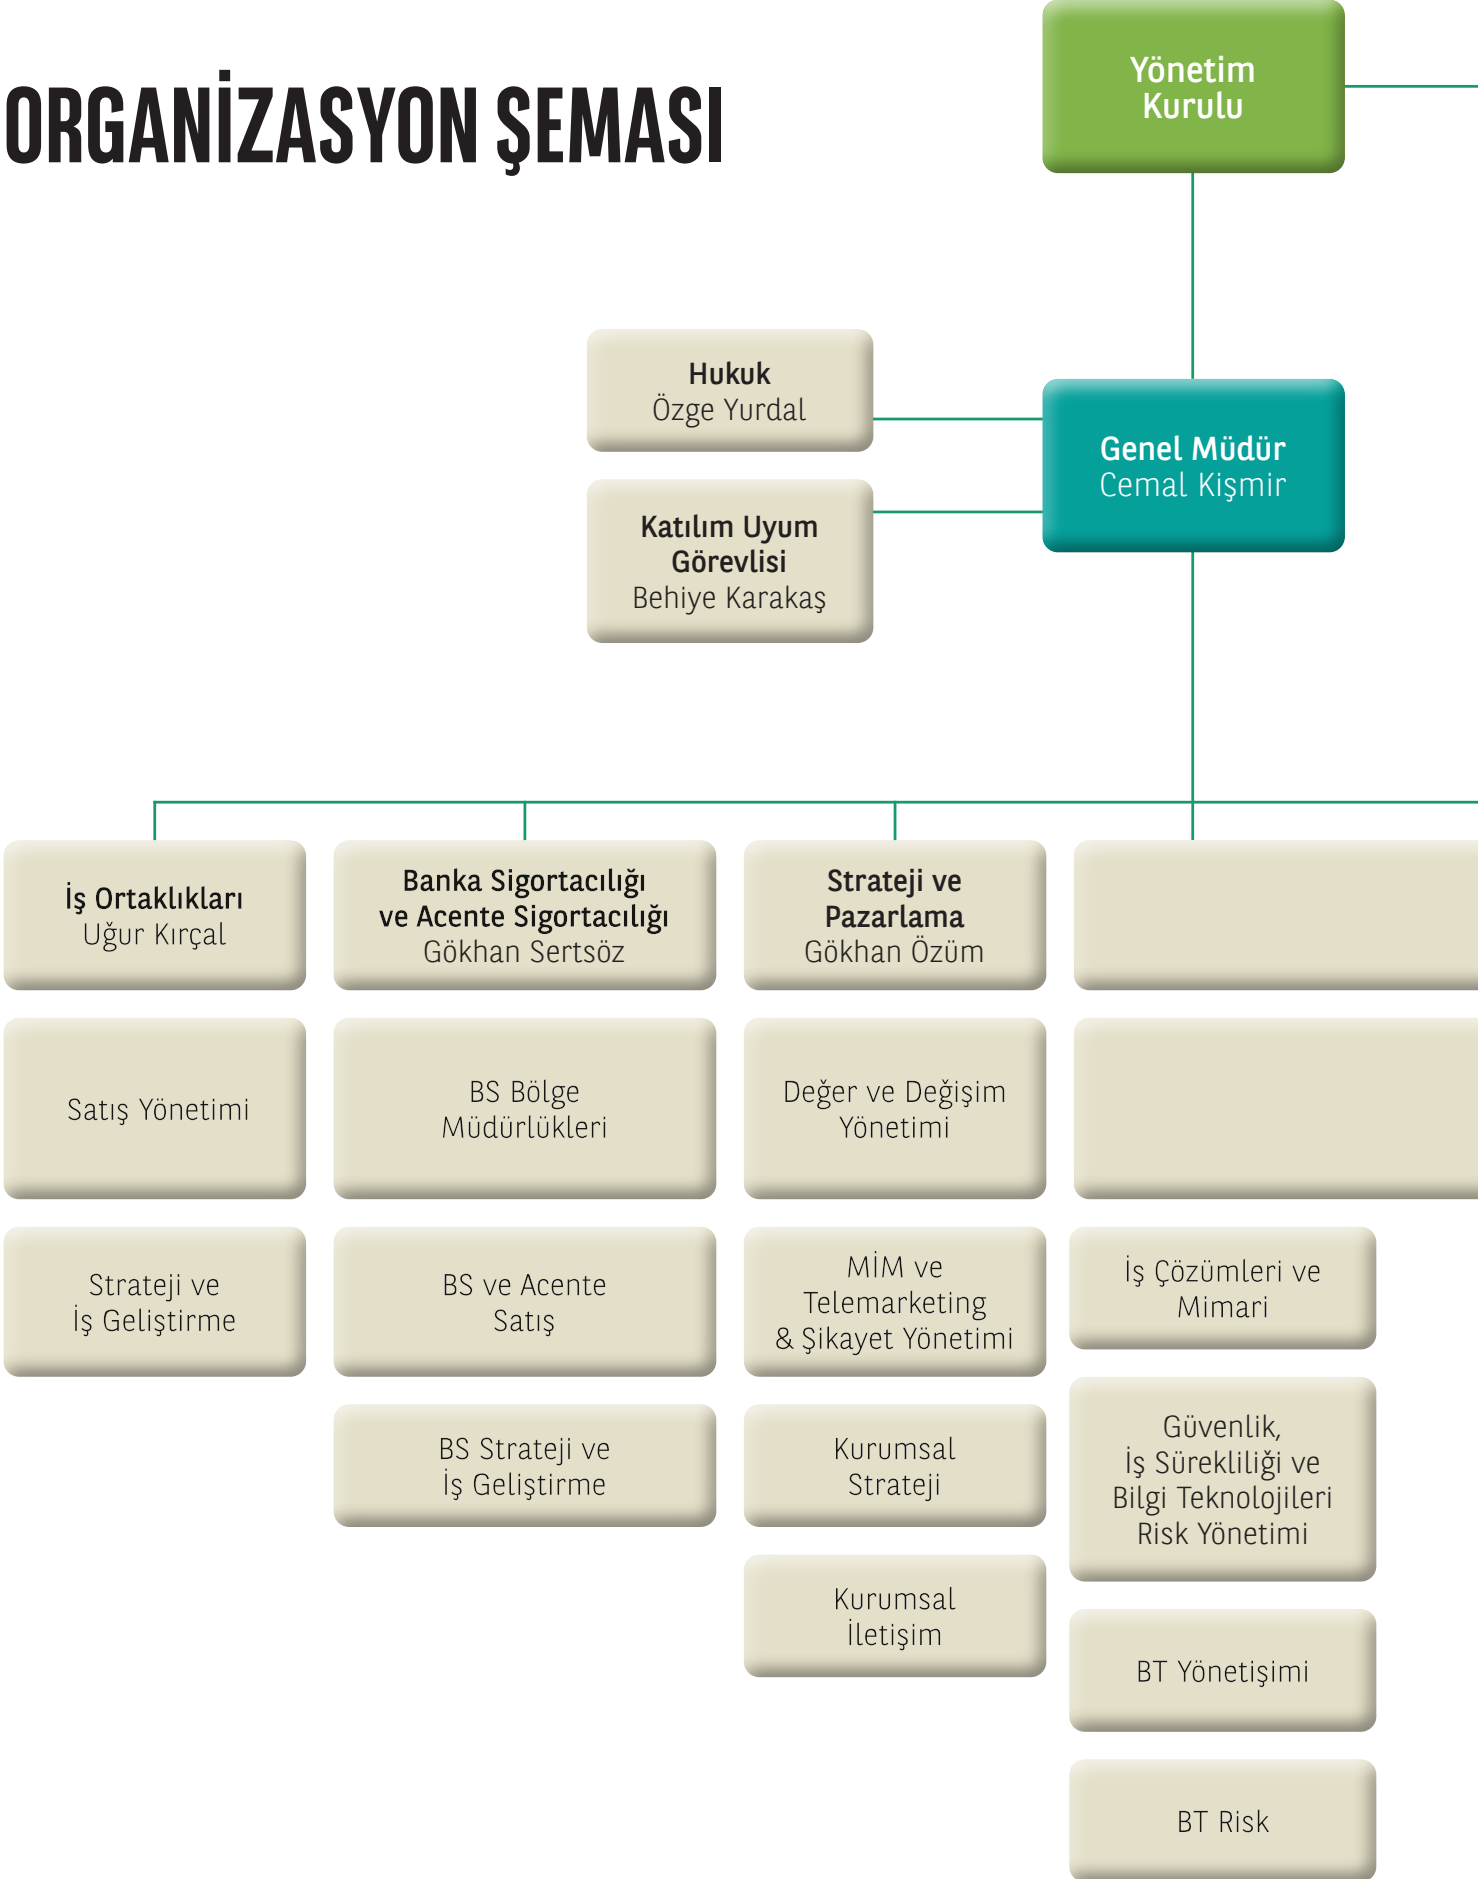 ORGANİZASYON ŞEMASI
Yönetim
Kurulu
Hukuk
Özge Yurdal
Genel Müdür
Cemal Kişmir
Katılım Uyum
Görevlisi
Behiye Karakaş
İş Ortaklıkları
Uğur Kırçal
Banka Sigortacılığı
ve Acente Sigortacılığı
Gökhan Sertsöz
Strateji ve
Pazarlama
Gökhan Özüm
Satış Yönetimi
BS Bölge
Müdürlükleri
Değer ve Değişim
Yönetimi
Strateji ve
İş Geliştirme
BS ve Acente
Satış
MİM ve
Telemarketing
& Şikayet Yönetimi
İş Çözümleri ve
Mimari
BS Strateji ve
İş Geliştirme
Kurumsal
Strateji
Güvenlik,
İş Sürekliliği ve
Bilgi Teknolojileri
Risk Yönetimi
Kurumsal
İletişim
BT Yönetişimi
BT Risk